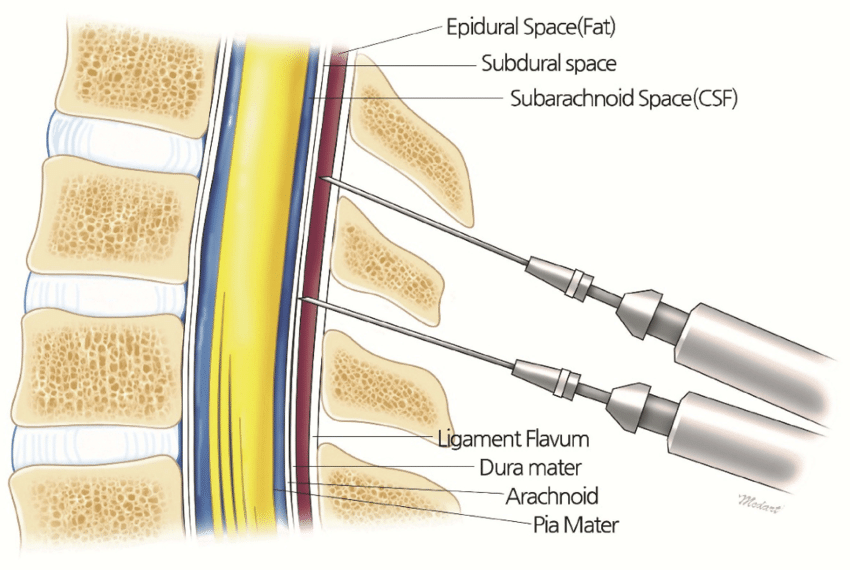 Epidural Space(Fat)
Subdural space
Subarachnoid Space(CSF)
Ligament Flavum
Dura mater
Arachnoid
Pia Mater
Medart